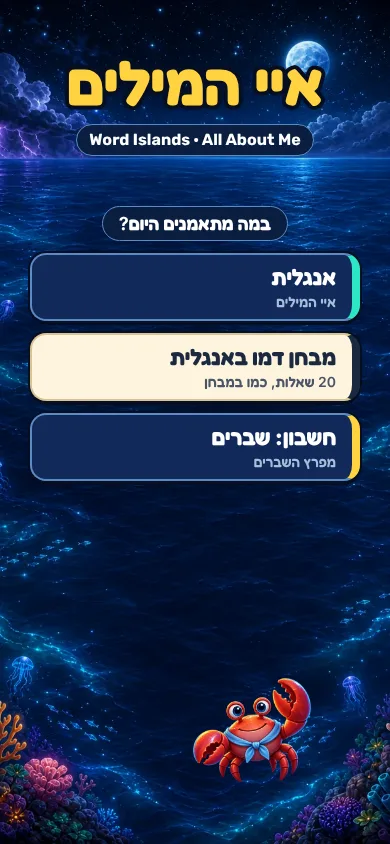 איי המילים
Word Islands • All About Me
במה מתאמנים היום?
אנגלית
איי המילים
מבחן דמו באנגלית
20 שאלות, כמו במבחן
חשבון: שברים
מפרץ השברים